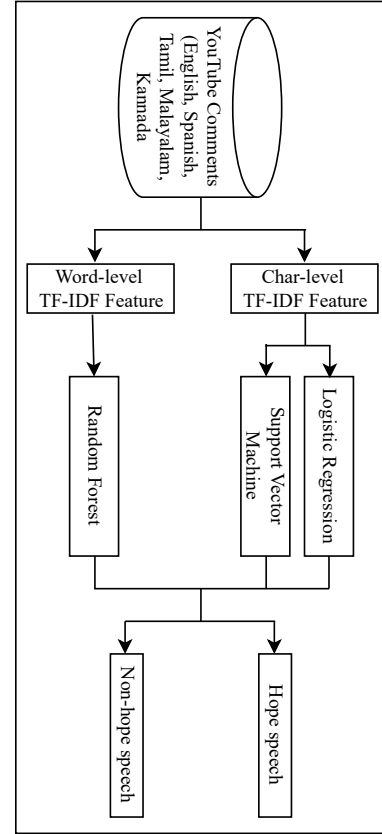 YouTube Comments
(English, Spanish,
Tamil, Malayalam,
Kannada
Word-level
TF-IDF Feature
Char-level
TF-IDF Feature
Random Forest
Support Vector
Machine
Logistic Regression
Non-hope speech
Hope speech